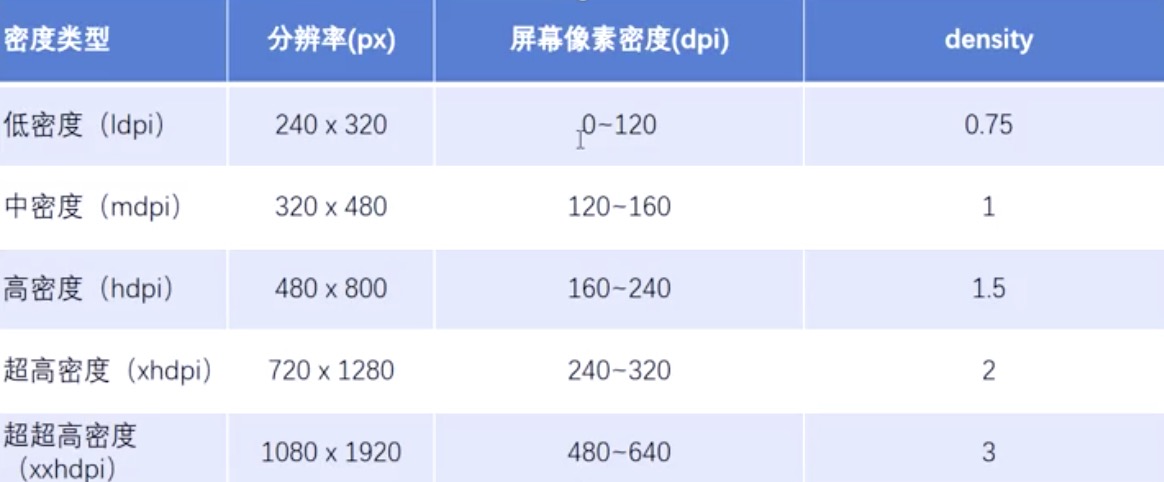 密度类型 分辨率(px) 屏幕像素密度(dpi) density
低密度（ldpi） 240 x 320 0~120 0.75
中密度（mdpi） 320 x 480 120~160 1
高密度（hdpi） 480 x 800 160~240 1.5
超高密度（xhdpi） 720 x 1280 240~320 2
超超高密度
（xxhdpi） 1080 x 1920 480~640 3